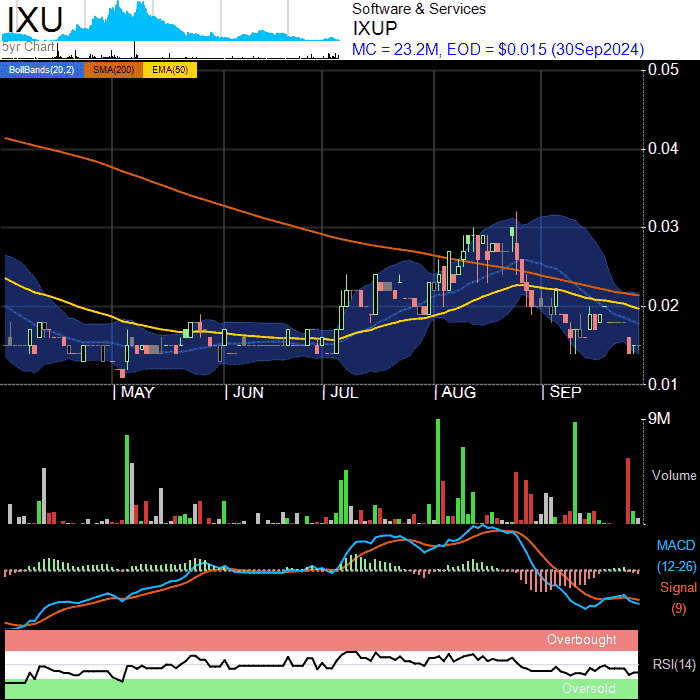 IXU
5yr Chart
Software & Services
IXUP
MC = 23.2M, EOD = $0.015 (30Sep2024)
BollBands(20,2) SMA(200) EMA(50)
0.05
0.04
0.03
0.02
0.01
MAY JUN JUL AUG SEP
9M
Volume
MACD
(12-26)
Signal
(9)
Overbought
RSI(14)
Oversold